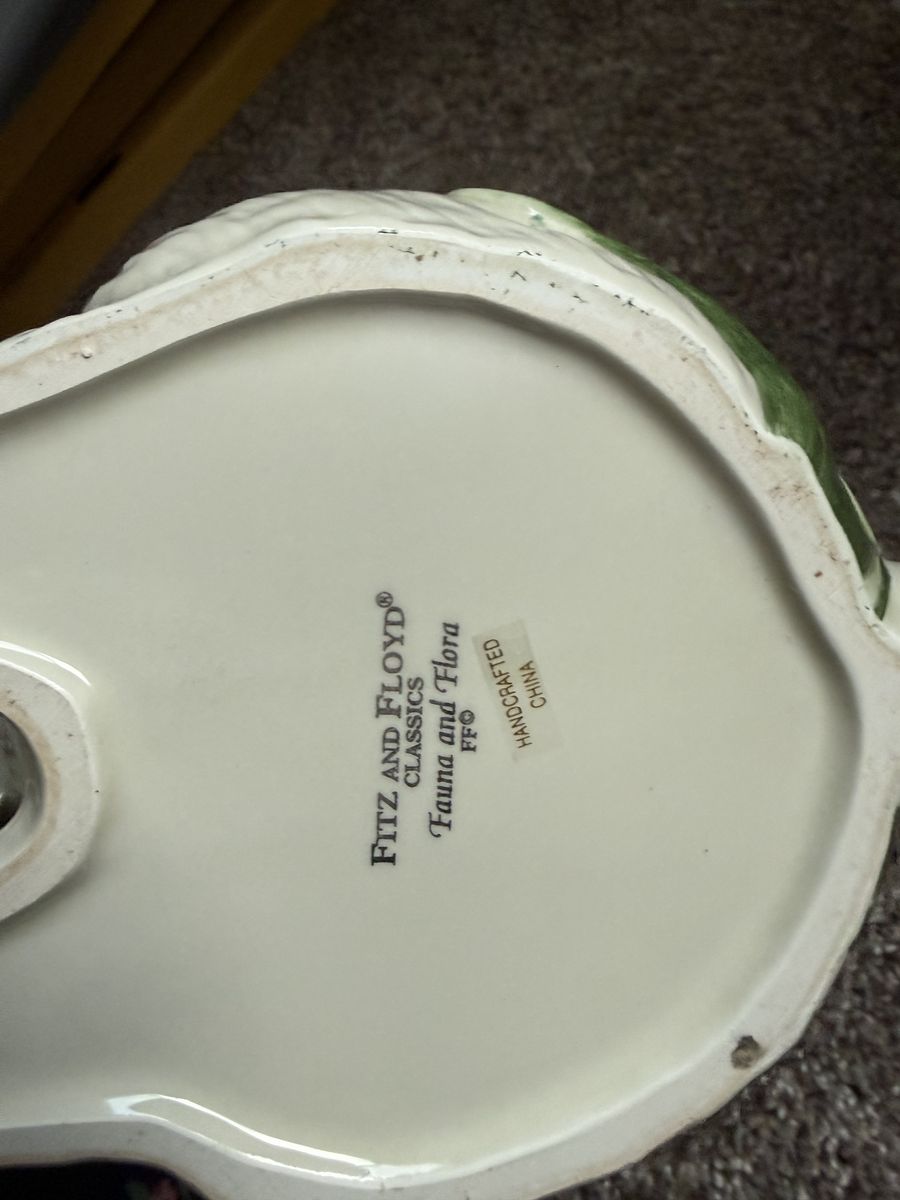 FITZ AND FLOYD®
CLASSICS
Fauna and Flora
FF©
HANDCRAFTED
CHINA